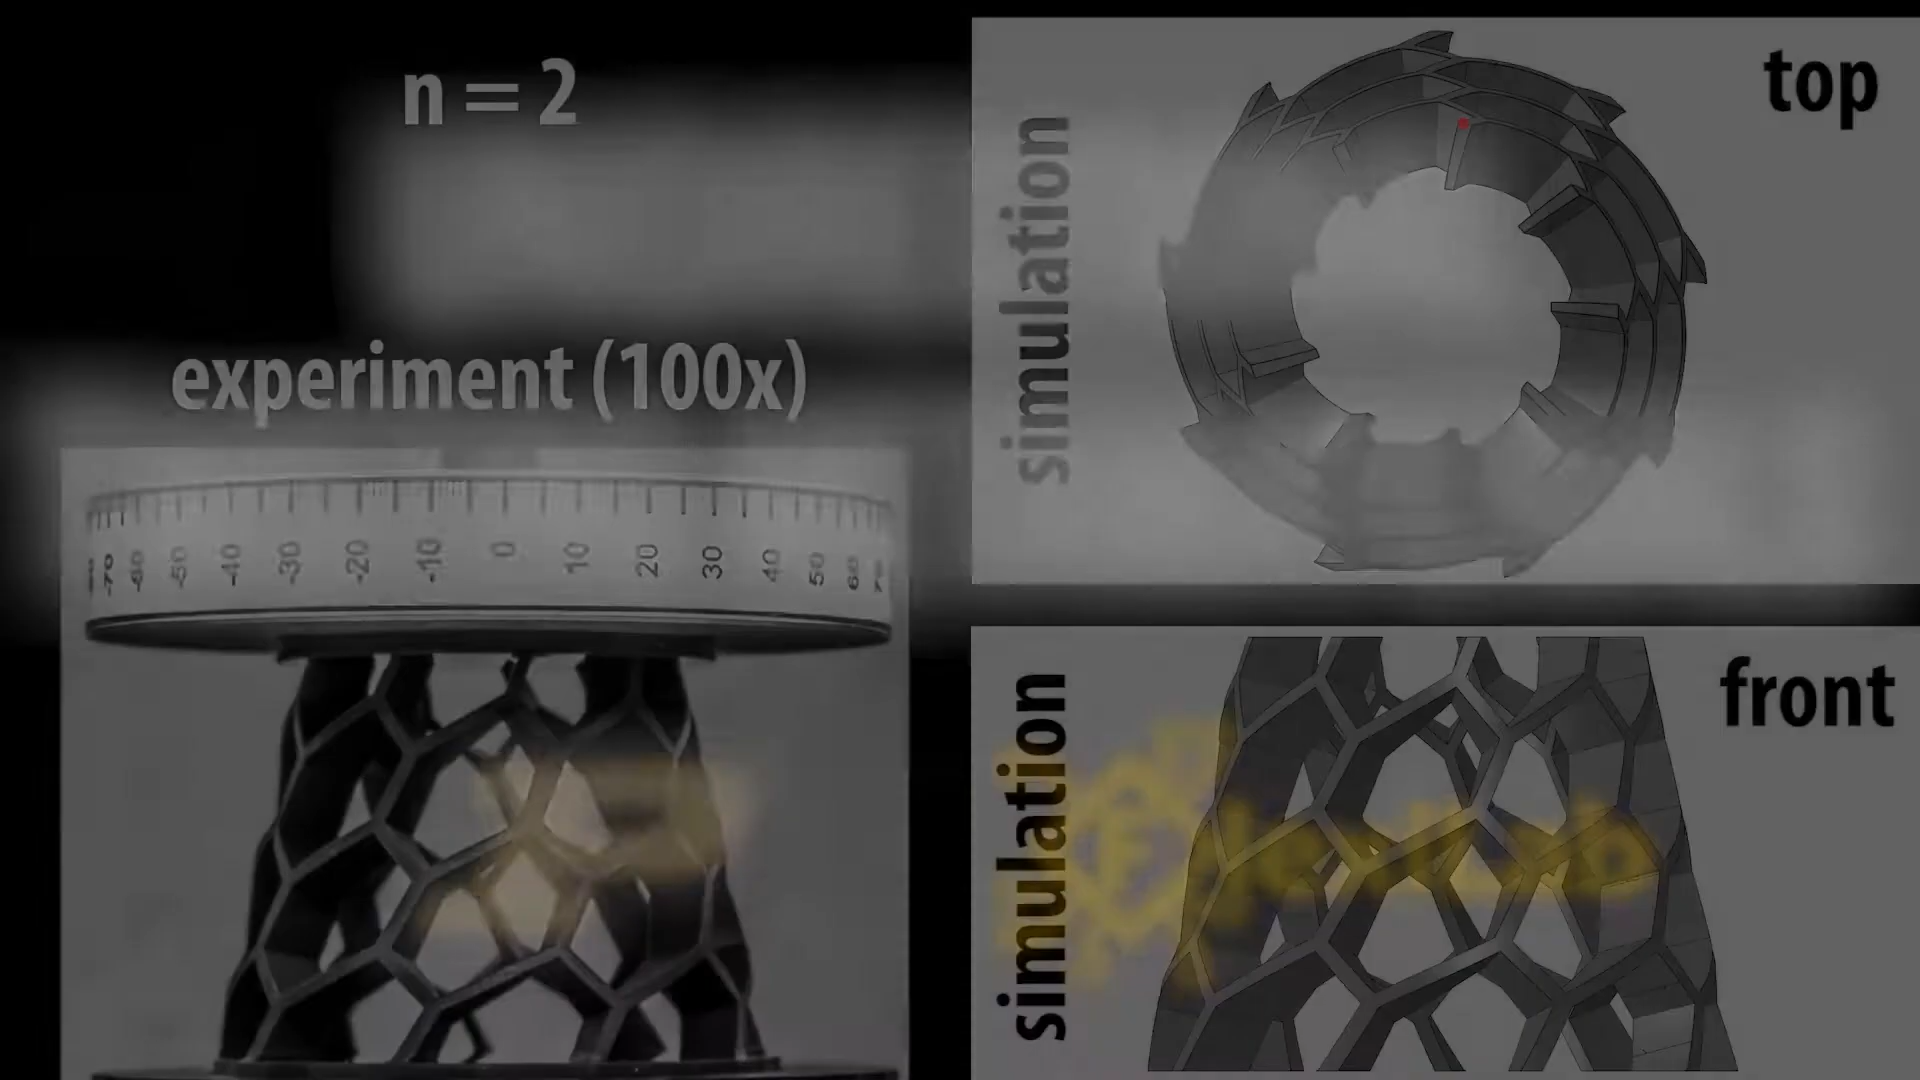 n = 2
experiment (100x)
-70 -60 -50 -40 -30 -20 -10 0 10 20 30 40 50 60
simulation
top
simulation
front